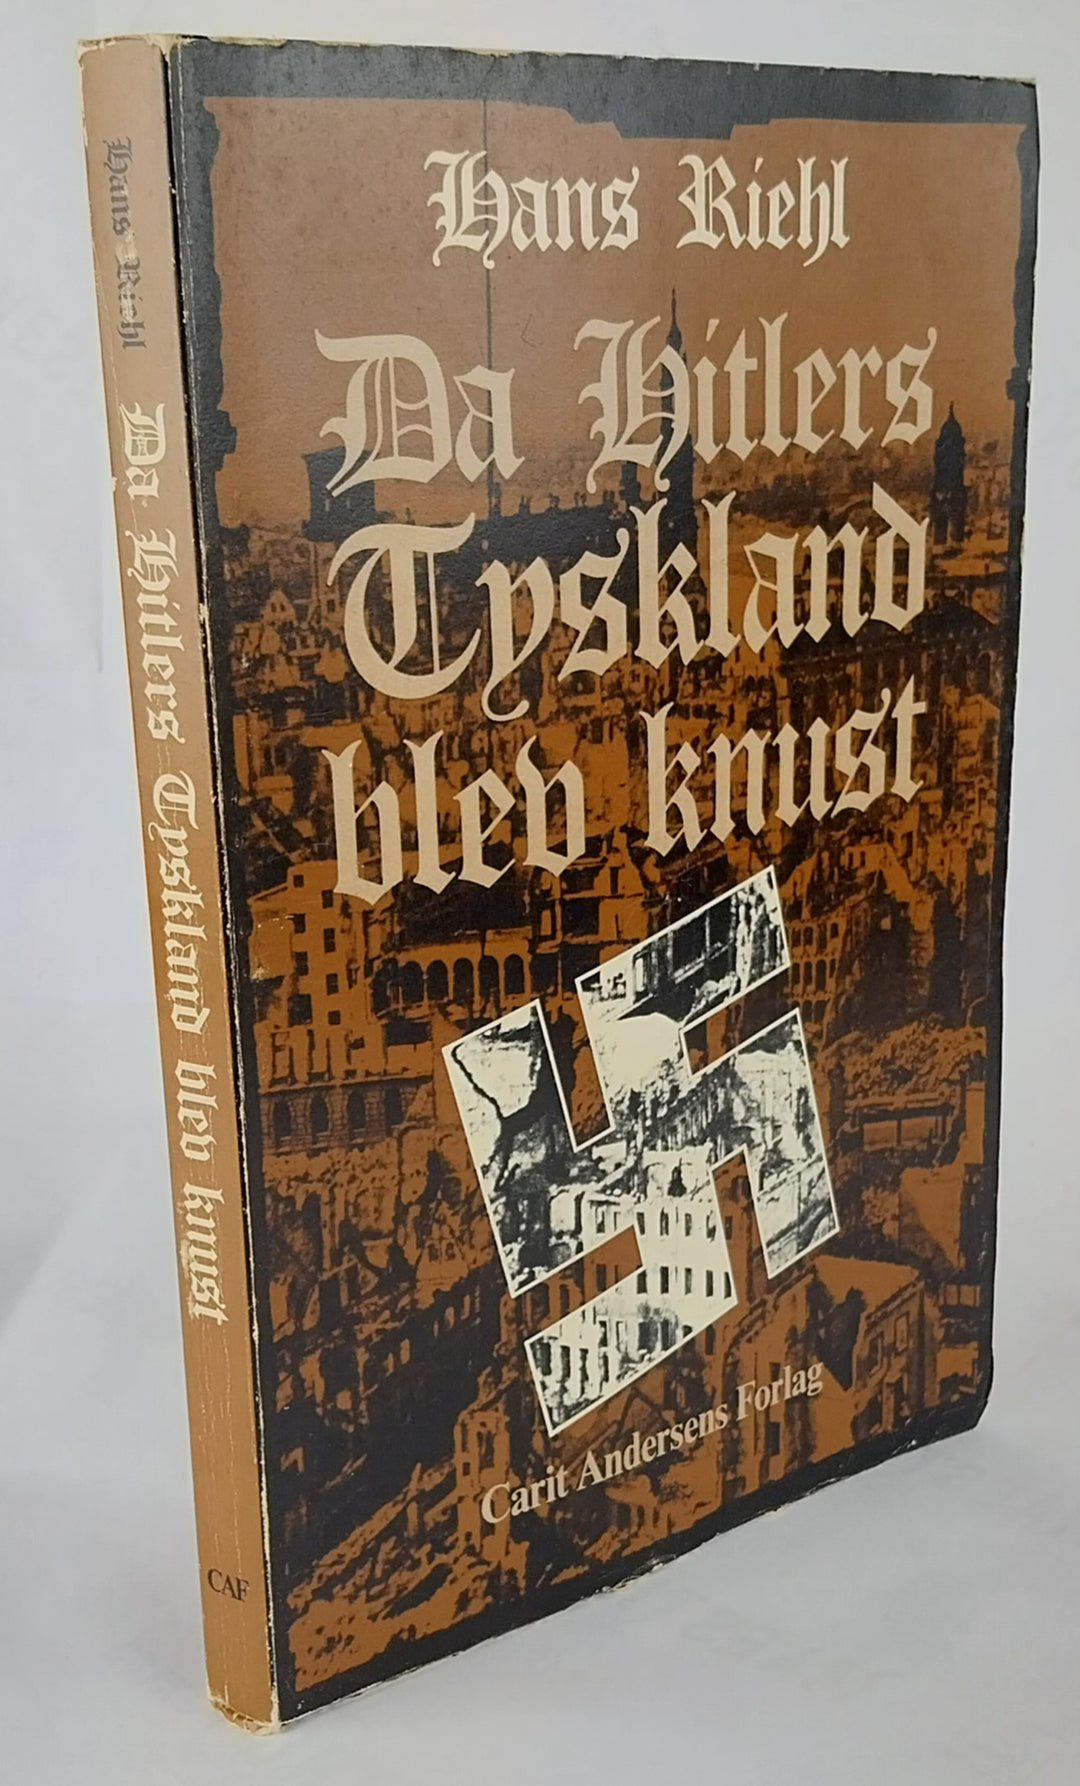 Hans Riehl
Da Hitlers
Tyskland
blev knust
Carit Andersens Forlag
Hans Riehl Da Hitlers Tyskland blev knust CAF